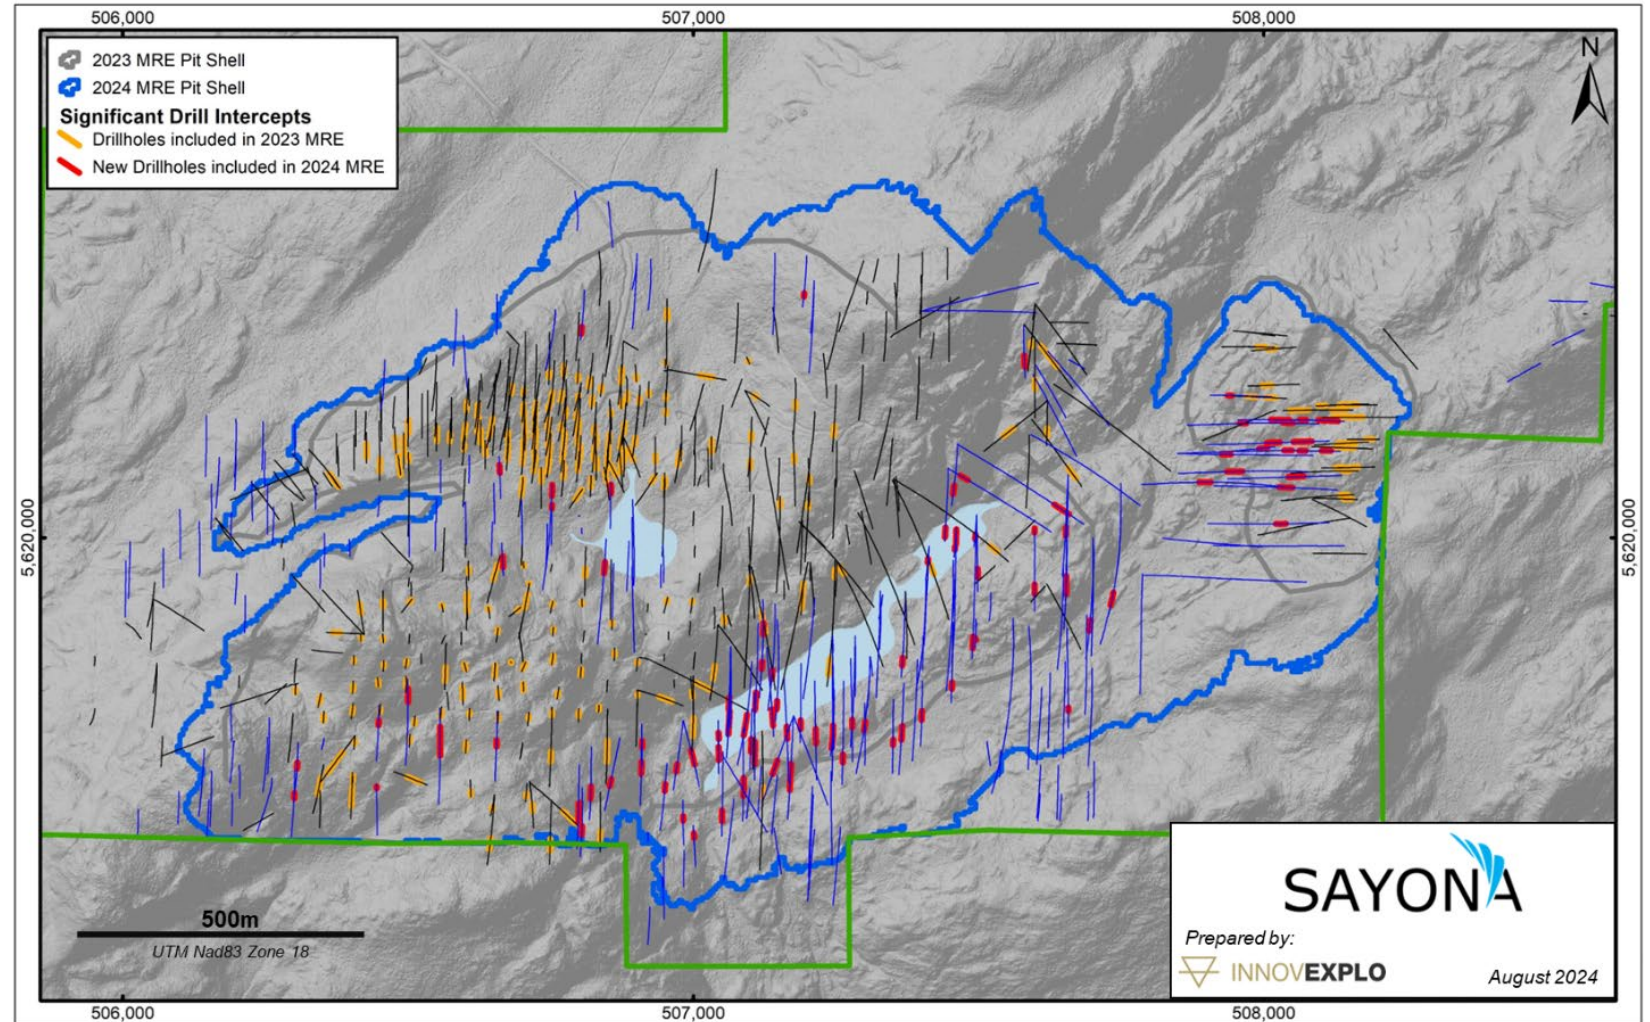 506,000 507,000 508,000
N
2023 MRE Pit Shell
2024 MRE Pit Shell
Significant Drill Intercepts
Drillholes included in 2023 MRE
New Drillholes included in 2024 MRE
5,620,000 5,620,000
500m
UTM Nad83 Zone 18
SAYONA
Prepared by:
INNOVEXPLO
August 2024
506,000 507,000 508,000